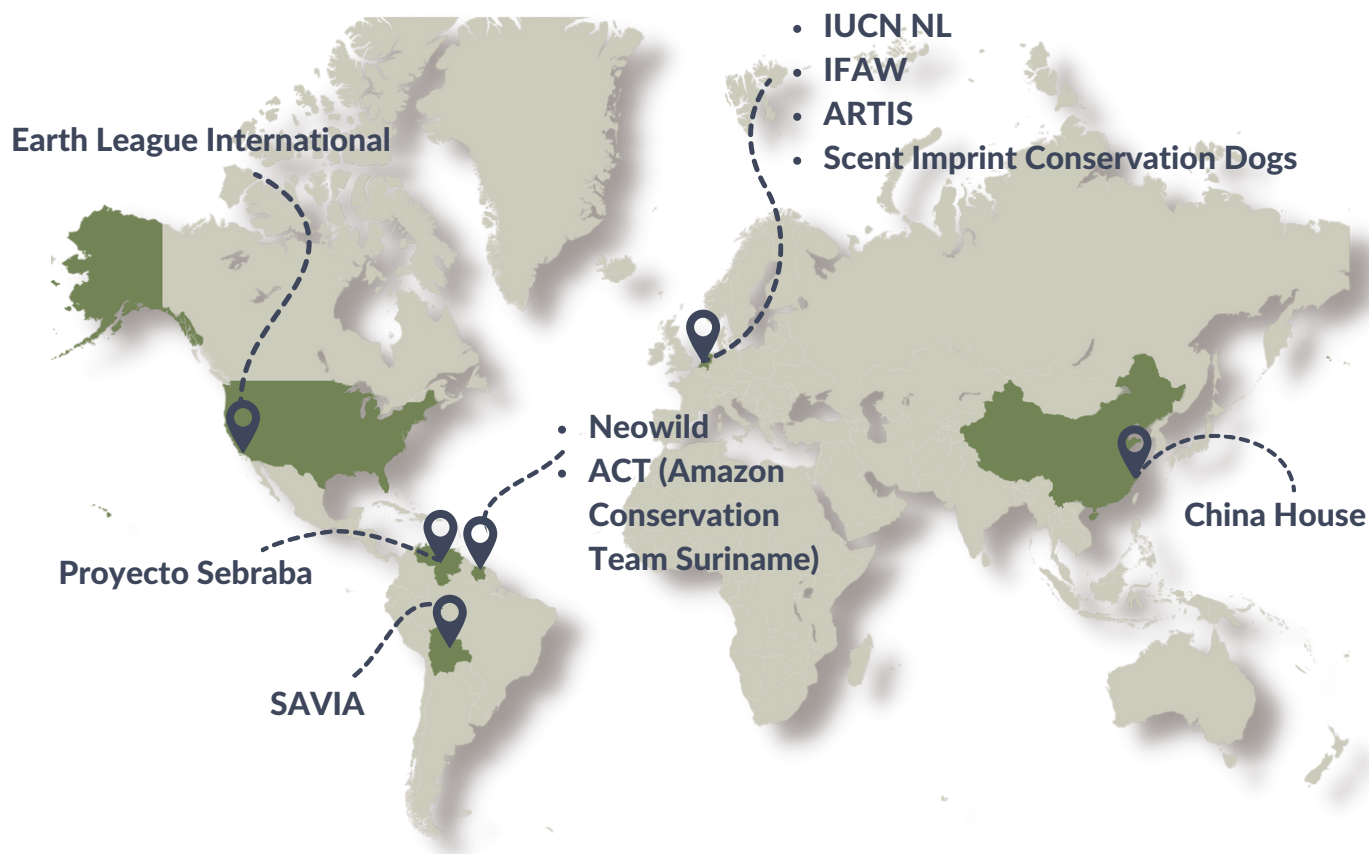 • IUCN NL
• IFAW
• ARTIS
• Scent Imprint Conservation Dogs
Earth League International
• Neowild
• ACT (Amazon
Conservation
Team Suriname)
China House
Proyecto Sebraba
SAVIA